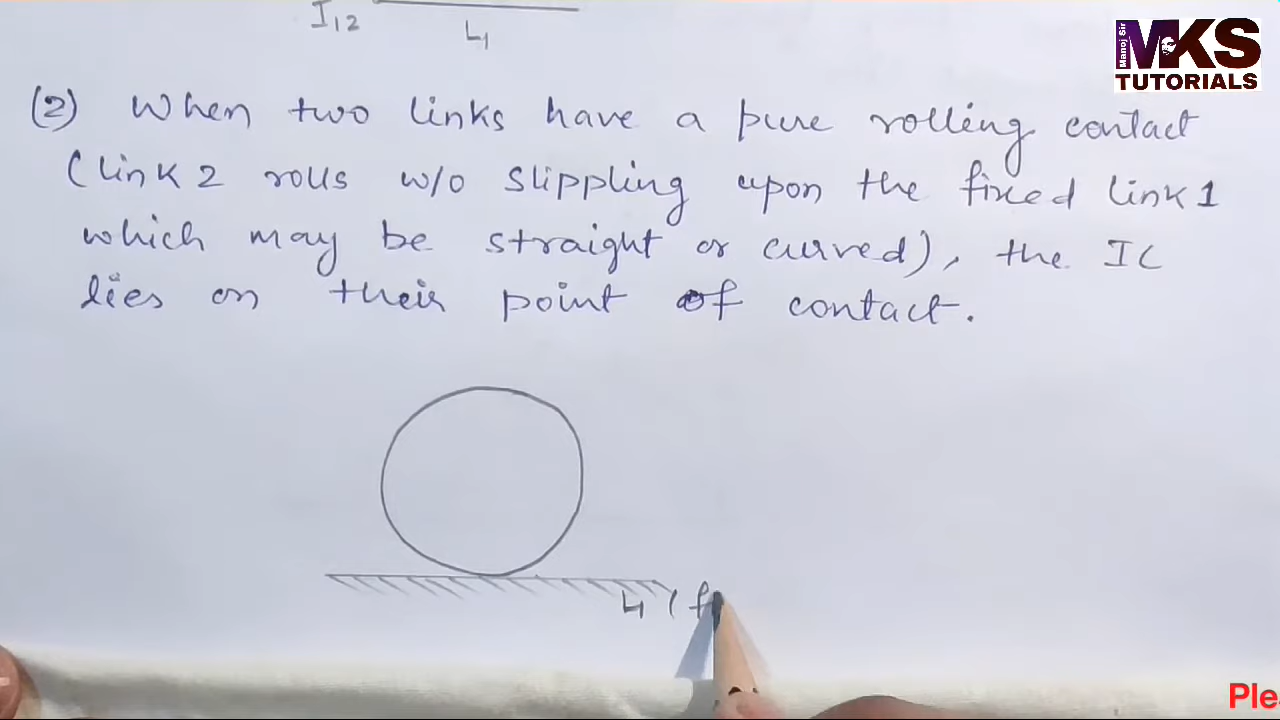 I12
L1
Manoj Sir
MKS
TUTORIALS
(2) When two links have a pure rolling contact
(link 2 rolls w/o slippling upon the fixed link 1
which may be straight or curved), the IC
lies on their point of contact.
L1 (f
Ple